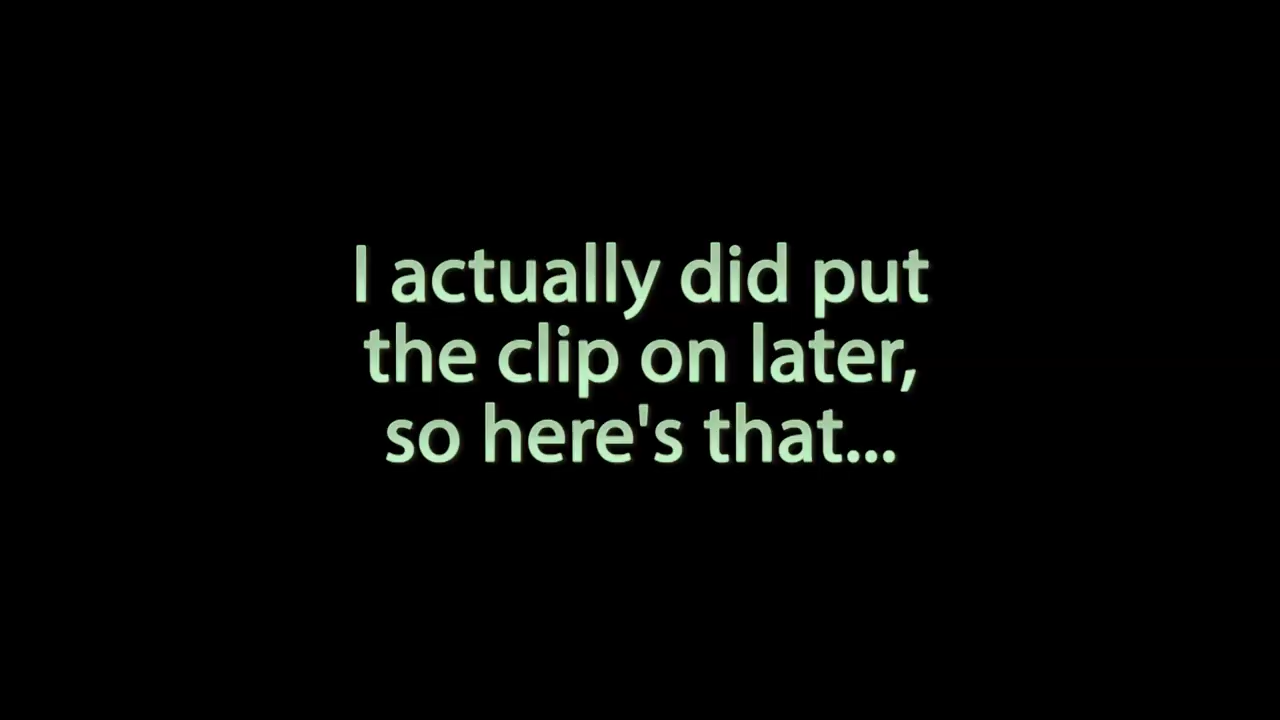 I actually did put
the clip on later,
so here's that...